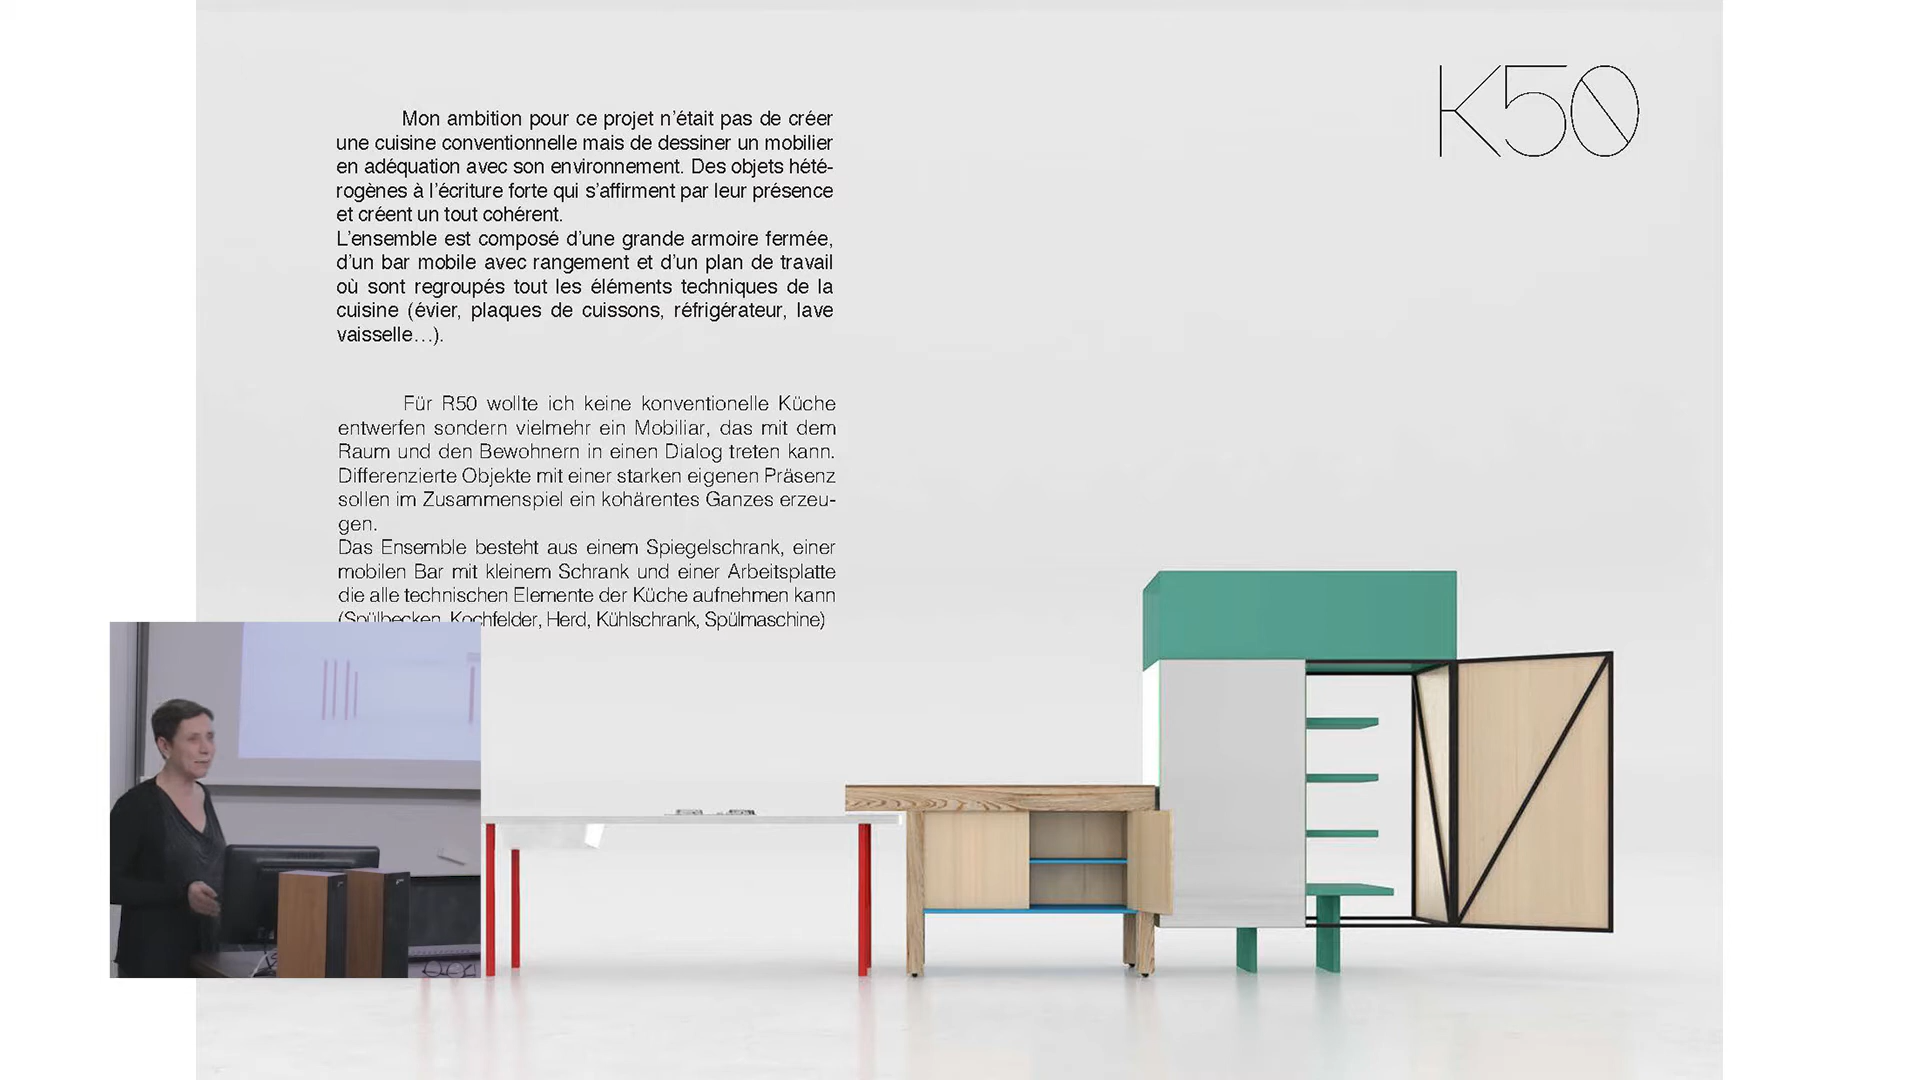 K50
Mon ambition pour ce projet n’était pas de créer
une cuisine conventionnelle mais de dessiner un mobilier
en adéquation avec son environnement. Des objets hété-
rogènes à l’écriture forte qui s’affirment par leur présence
et créent un tout cohérent.
L’ensemble est composé d’une grande armoire fermée,
d’un bar mobile avec rangement et d’un plan de travail
où sont regroupés tout les éléments techniques de la
cuisine (évier, plaques de cuissons, réfrigérateur, lave
vaisselle…).
Für R50 wollte ich keine konventionelle Küche
entwerfen sondern vielmehr ein Mobiliar, das mit dem
Raum und den Bewohnern in einen Dialog treten kann.
Differenzierte Objekte mit einer starken eigenen Präsenz
sollen im Zusammenspiel ein kohärentes Ganzes erzeu-
gen.
Das Ensemble besteht aus einem Spiegelschrank, einer
mobilen Bar mit kleinem Schrank und einer Arbeitsplatte
die alle technischen Elemente der Küche aufnehmen kann
(Spülbecken, Kochfelder, Herd, Kühlschrank, Spülmaschine)